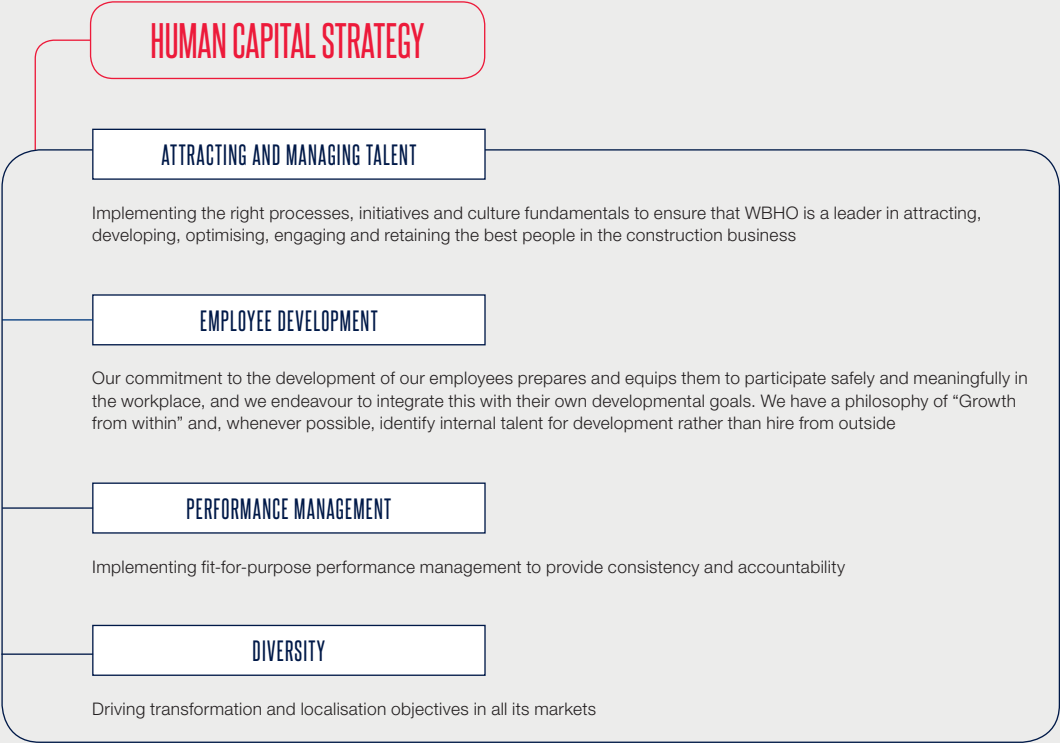 HUMAN CAPITAL STRATEGY
ATTRACTING AND MANAGING TALENT
Implementing the right processes, initiatives and culture fundamentals to ensure that WBHO is a leader in attracting,
developing, optimising, engaging and retaining the best people in the construction business
EMPLOYEE DEVELOPMENT
Our commitment to the development of our employees prepares and equips them to participate safely and meaningfully in
the workplace, and we endeavour to integrate this with their own developmental goals. We have a philosophy of “Growth
from within” and, whenever possible, identify internal talent for development rather than hire from outside
PERFORMANCE MANAGEMENT
Implementing fit-for-purpose performance management to provide consistency and accountability
DIVERSITY
Driving transformation and localisation objectives in all its markets